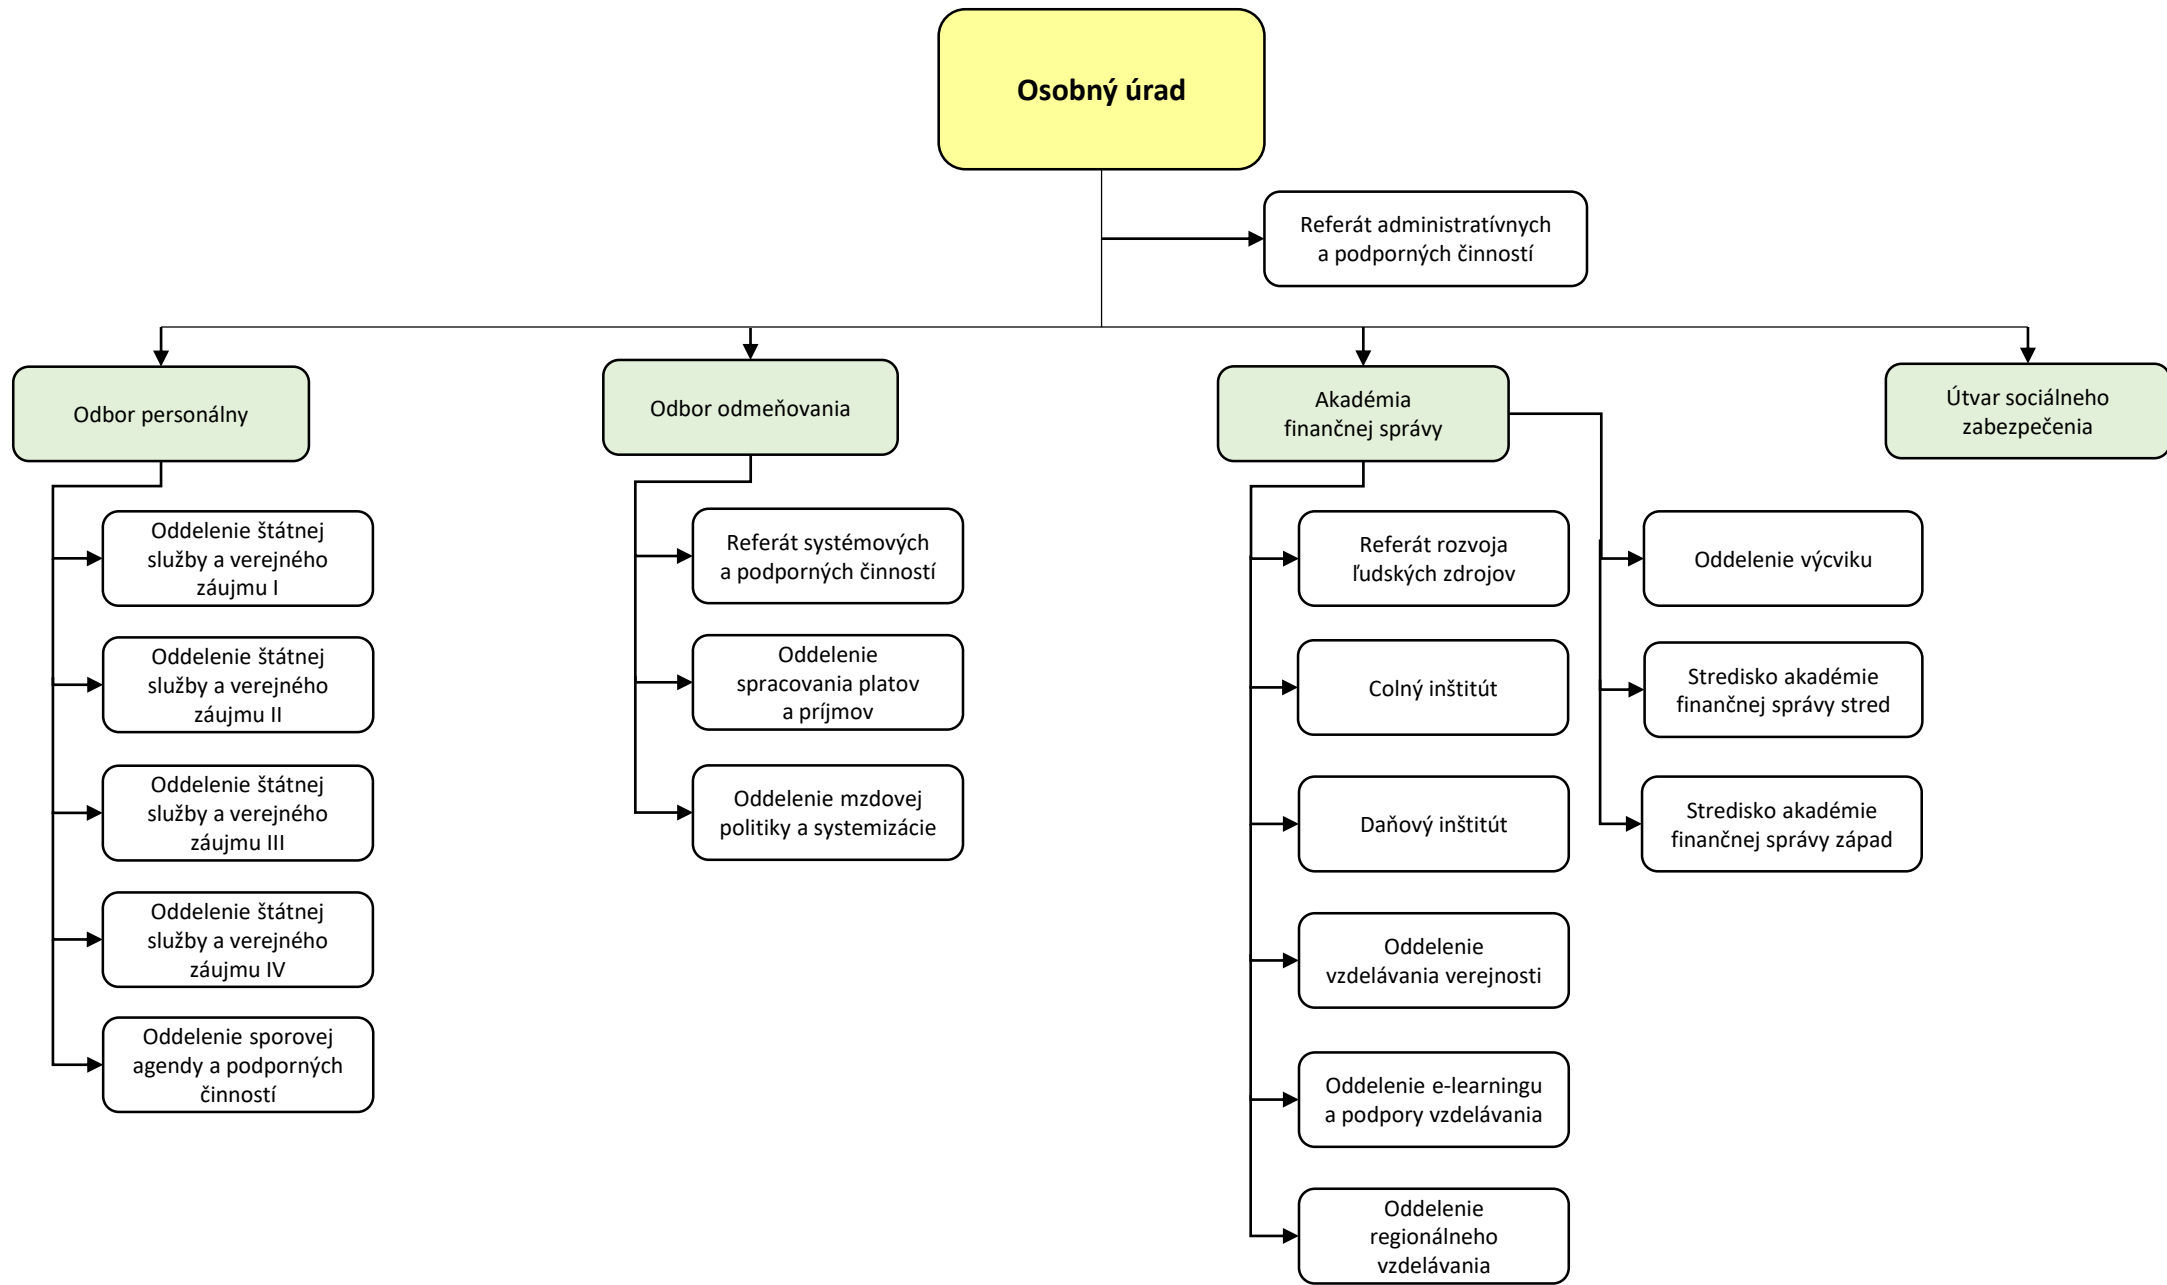 Osobný úrad
Referát administratívnych
a podporných činností
Odbor personálny
Odbor odmeňovania
Akadémia
finančnej správy
Útvar sociálneho
zabezpečenia
Oddelenie štátnej
služby a verejného
záujmu I
Oddelenie štátnej
služby a verejného
záujmu II
Oddelenie štátnej
služby a verejného
záujmu III
Oddelenie štátnej
služby a verejného
záujmu IV
Oddelenie sporovej
agendy a podporných
činností
Referát systémových
a podporných činností
Oddelenie
spracovania platov
a príjmov
Oddelenie mzdovej
politiky a systemizácie
Referát rozvoja
ľudských zdrojov
Colný inštitút
Daňový inštitút
Oddelenie
vzdelávania verejnosti
Oddelenie e-learningu
a podpory vzdelávania
Oddelenie
regionálneho
vzdelávania
Oddelenie výcviku
Stredisko akadémie
finančnej správy stred
Stredisko akadémie
finančnej správy západ